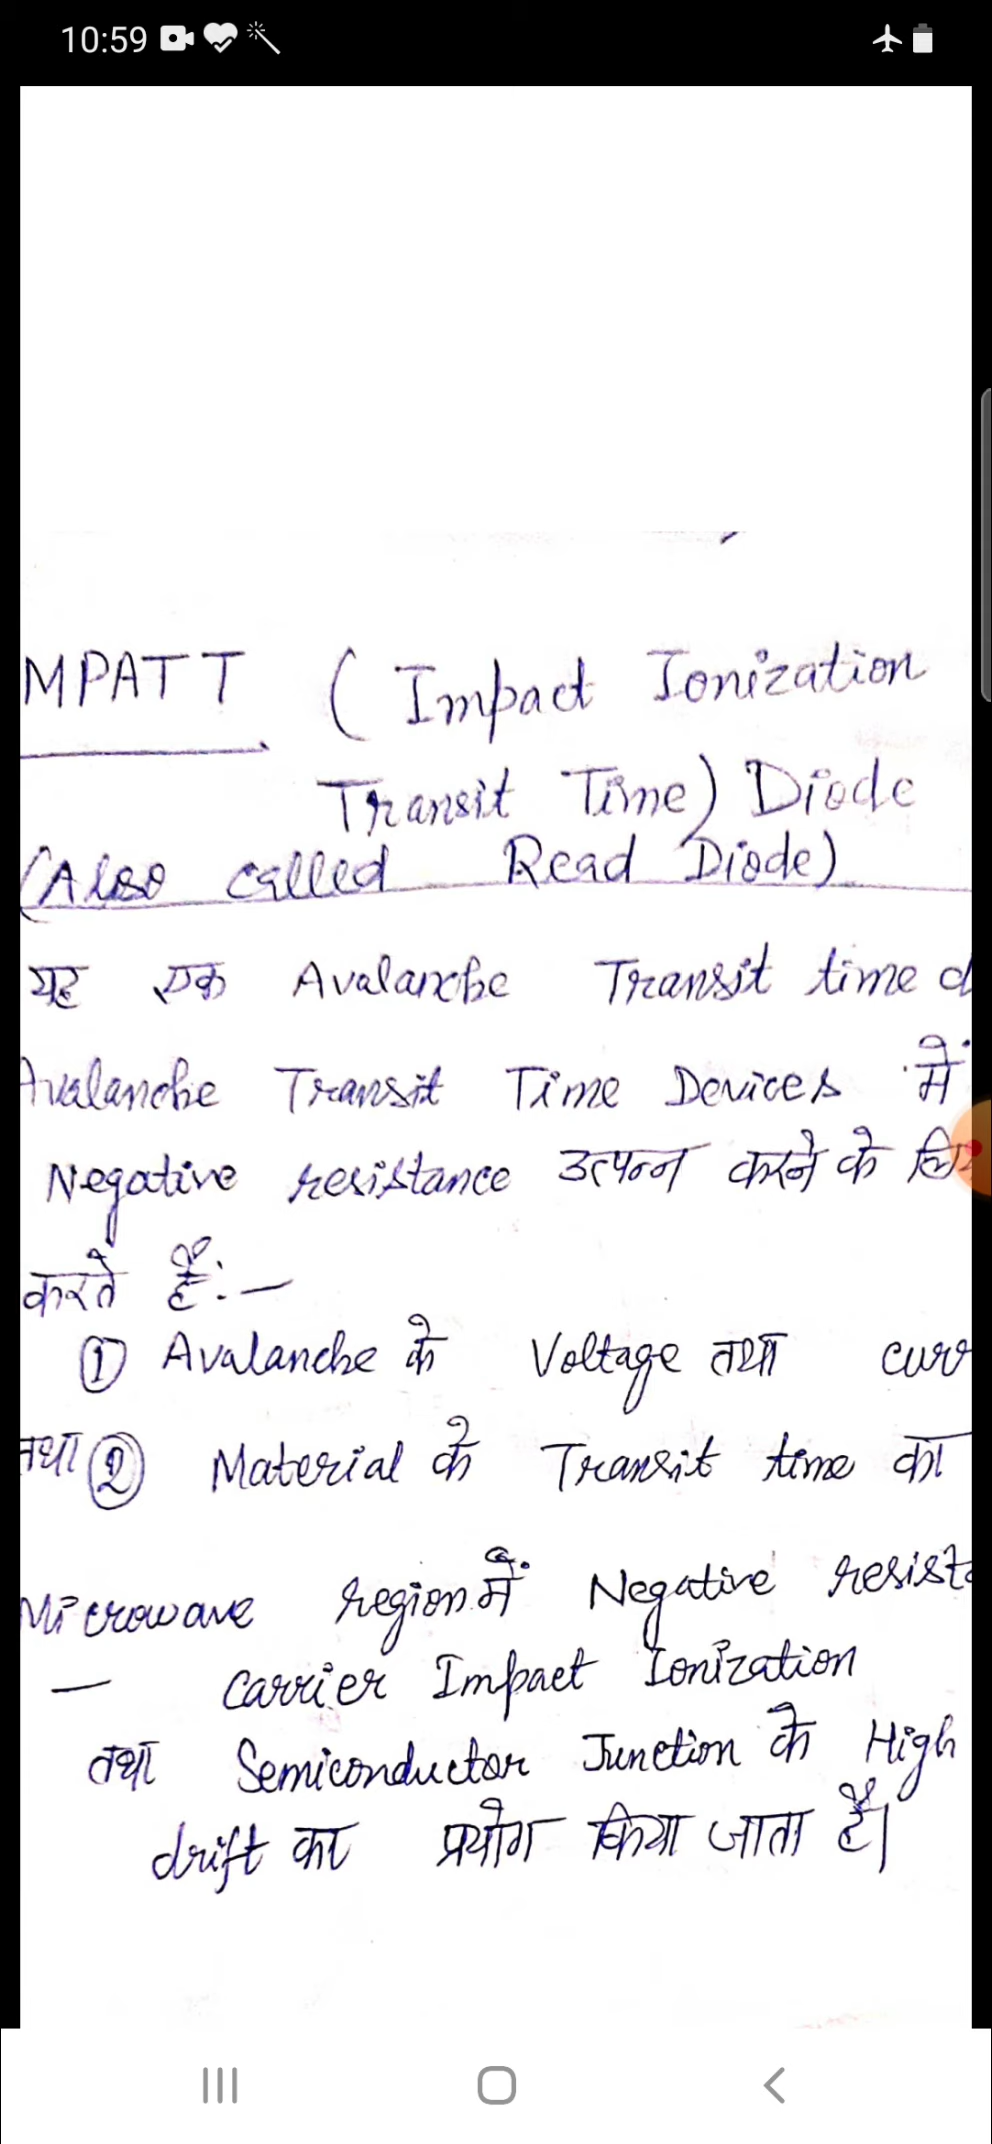 10:59
MPATT ( Impact Ionization
Transit Time) Diode
(Also called Read Diode)
यह एक Avalanche Transit time d
Avalanche Transit Time Devices में
Negative resistance उत्पन्न करने के लि
करते हैं:-
① Avalanche के Voltage तथा curr
तथा ② Material के Transit time का
Microwave region में Negative resista
— Carrier Impact Ionization
तथा Semiconductor Junction के High
drift का प्रयोग किया जाता है।